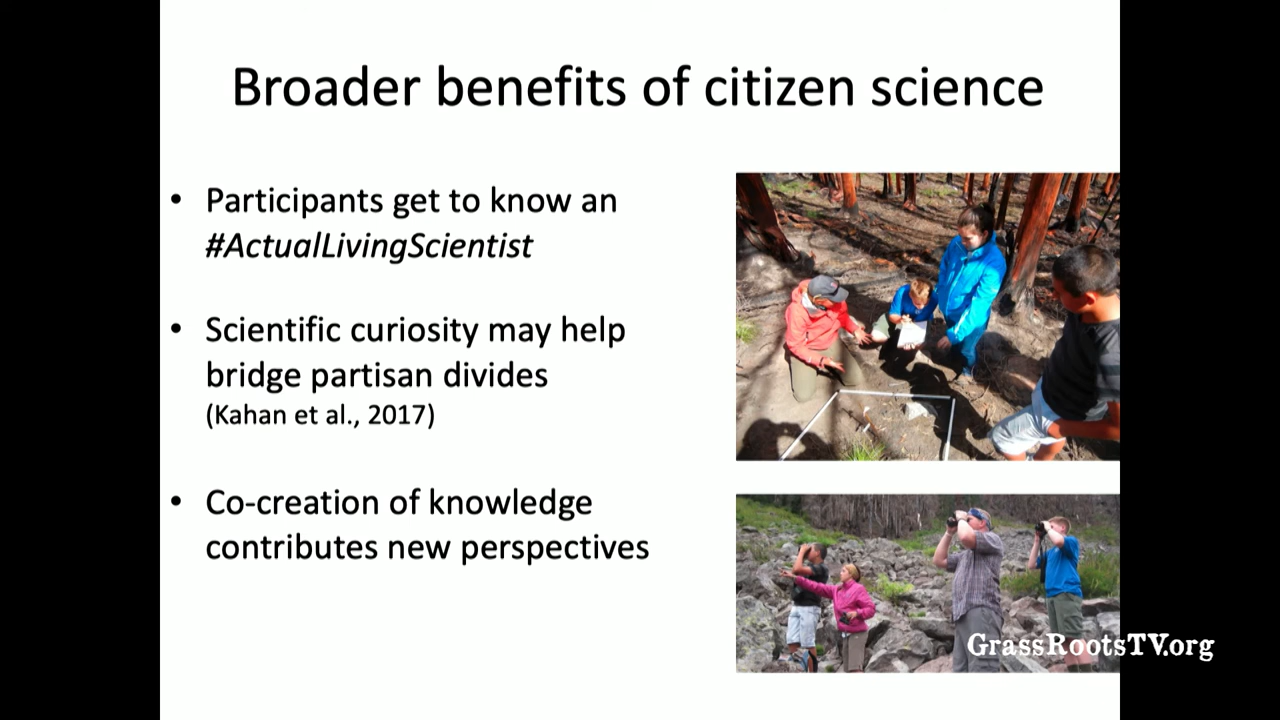 Broader benefits of citizen science
• Participants get to know an
#ActualLivingScientist
• Scientific curiosity may help
bridge partisan divides
(Kahan et al., 2017)
• Co-creation of knowledge
contributes new perspectives
GrassRootsTV.org